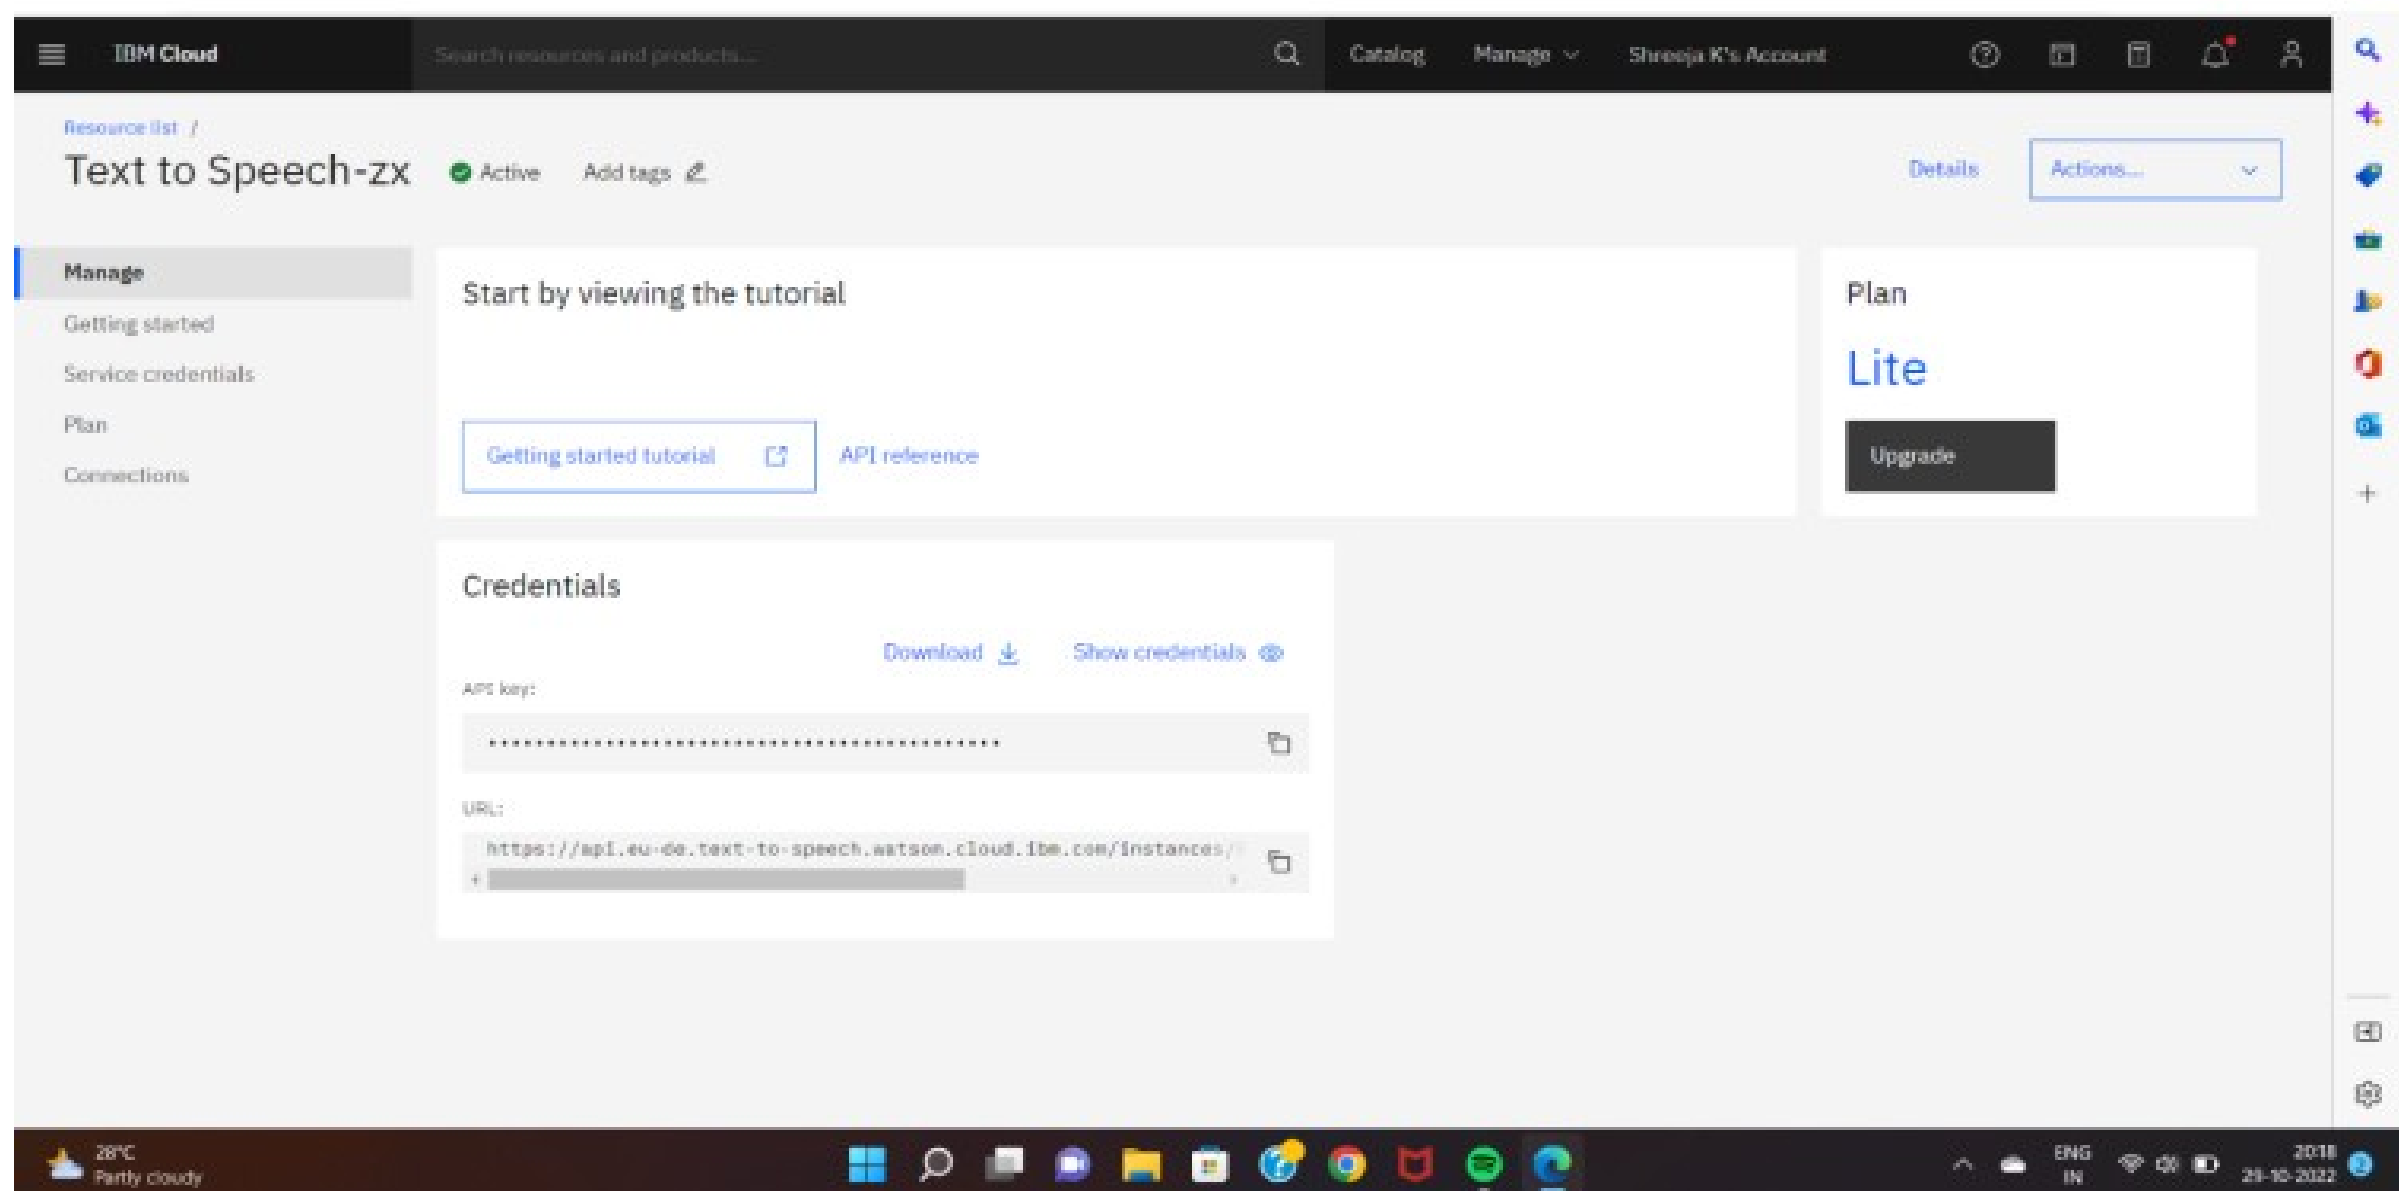 IBM Cloud
Search resources and products...
Catalog
Manage
Shreeja K's Account
Resource list /
Text to Speech-zx
Active
Add tags
Details
Actions...
Manage
Getting started
Service credentials
Plan
Connections
Start by viewing the tutorial
Getting started tutorial
API reference
Plan
Lite
Upgrade
Credentials
Download
Show credentials
API key:
............................................
URL:
https://api.eu-de.text-to-speech.watson.cloud.ibm.com/instances/
28°C
Partly cloudy
ENG
IN
20:18
29-10-2022
2